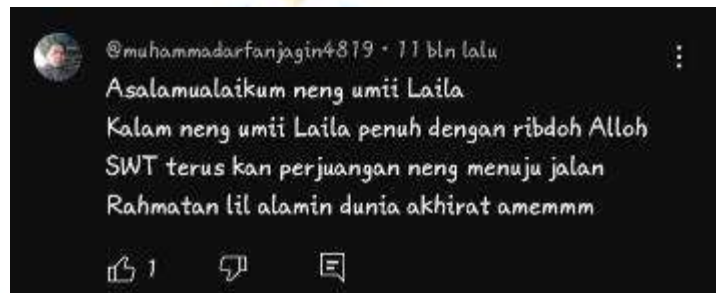 @muhammadarfanjagin4819 • 11 bln lalu
Asalamualaikum neng umii Laila
Kalam neng umii Laila penuh dengan ribdoh Alloh
SWT terus kan perjuangan neng menuju jalan
Rahmatan lil alamin dunia akhirat amemmm
1